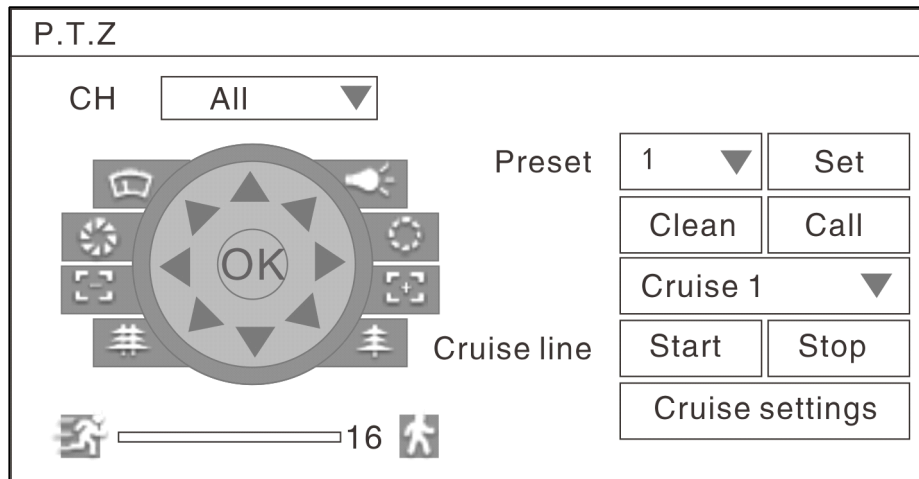 P.T.Z
CH All
Preset 1 Set
Clean Call
OK
Cruise 1
Cruise line Start Stop
Cruise settings
16